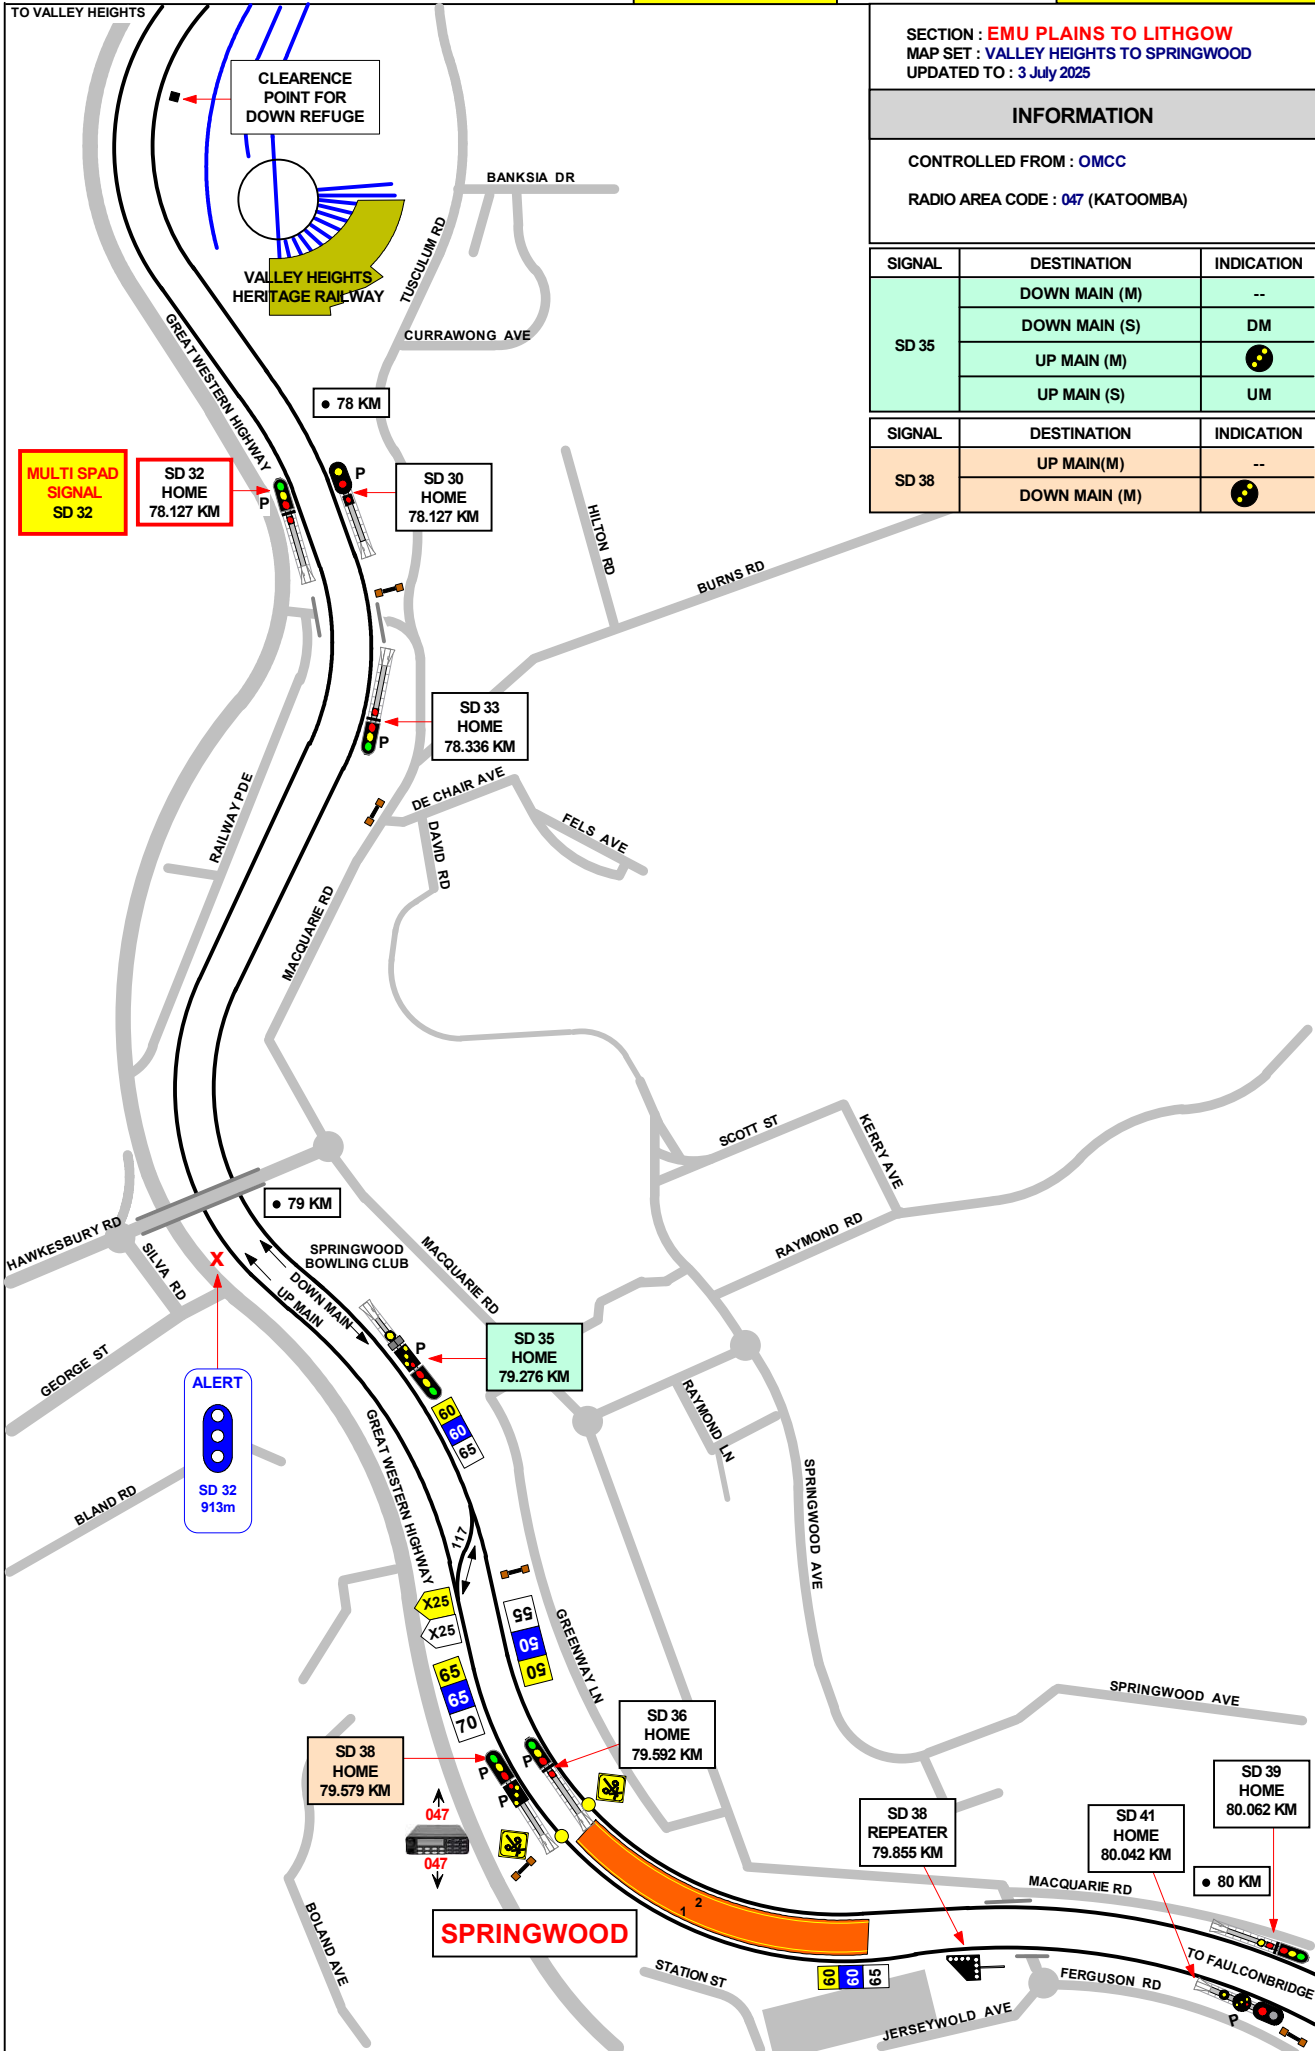 TO VALLEY HEIGHTS
SECTION : EMU PLAINS TO LITHGOW
MAP SET : VALLEY HEIGHTS TO SPRINGWOOD
UPDATED TO : 3 July 2025
INFORMATION
CONTROLLED FROM : OMCC
RADIO AREA CODE : 047 (KATOOMBA)
SIGNAL DESTINATION INDICATION
SD 35
DOWN MAIN (M) --
DOWN MAIN (S) DM
UP MAIN (M)
UP MAIN (S) UM
SIGNAL DESTINATION INDICATION
SD 38
UP MAIN(M) --
DOWN MAIN (M)
CLEARENCE
POINT FOR
DOWN REFUGE
BANKSIA DR
TUSCULUM RD
VALLEY HEIGHTS
HERITAGE RAILWAY
CURRAWONG AVE
GREAT WESTERN HIGHWAY
• 78 KM
MULTI SPAD
SIGNAL
SD 32
SD 32
HOME
78.127 KM
P
P
SD 30
HOME
78.127 KM
HILTON RD
BURNS RD
SD 33
HOME
78.336 KM
P
RAILWAY PDE
DE CHAIR AVE
DAVID RD
FELS AVE
MACQUARIE RD
SCOTT ST
KERRY AVE
RAYMOND RD
HAWKESBURY RD
• 79 KM
SILVA RD
X
SPRINGWOOD
BOWLING CLUB
MACQUARIE RD
DOWN MAIN
UP MAIN
P
SD 35
HOME
79.276 KM
GEORGE ST
ALERT
SD 32
913m
BLAND RD
60
60
65
RAYMOND LN
GREAT WESTERN HIGHWAY
SPRINGWOOD AVE
117
X25
X25
55
50
50
GREENWAY LN
65
65
70
SPRINGWOOD AVE
SD 38
HOME
79.579 KM
P
P
P
SD 36
HOME
79.592 KM
047
047
SD 38
REPEATER
79.855 KM
SD 41
HOME
80.042 KM
SD 39
HOME
80.062 KM
• 80 KM
MACQUARIE RD
1
2
SPRINGWOOD
BOLAND AVE
STATION ST
60
60
65
JERSEYWOLD AVE
FERGUSON RD
TO FAULCONBRIDGE
P